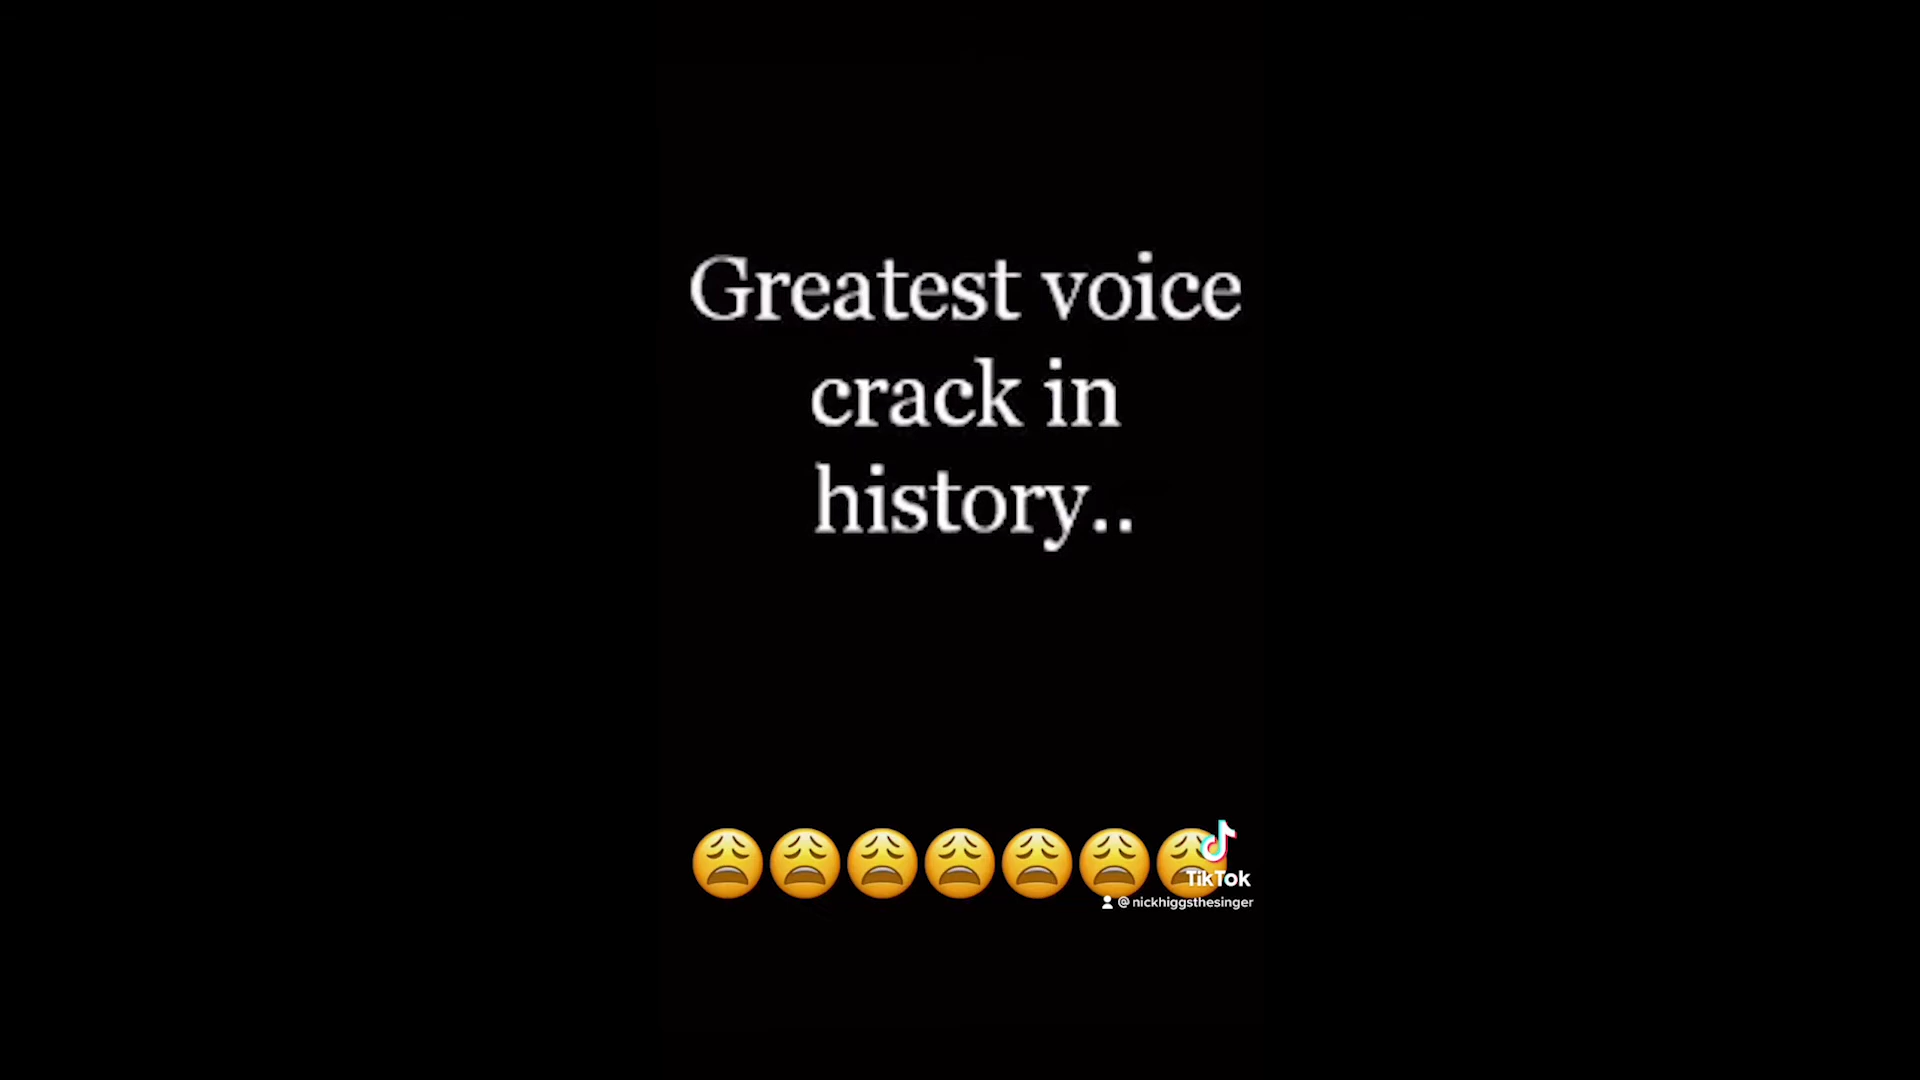 Greatest voice
crack in
history..
😩😩😩😩😩😩😩
TikTok
@nickhiggsthesinger